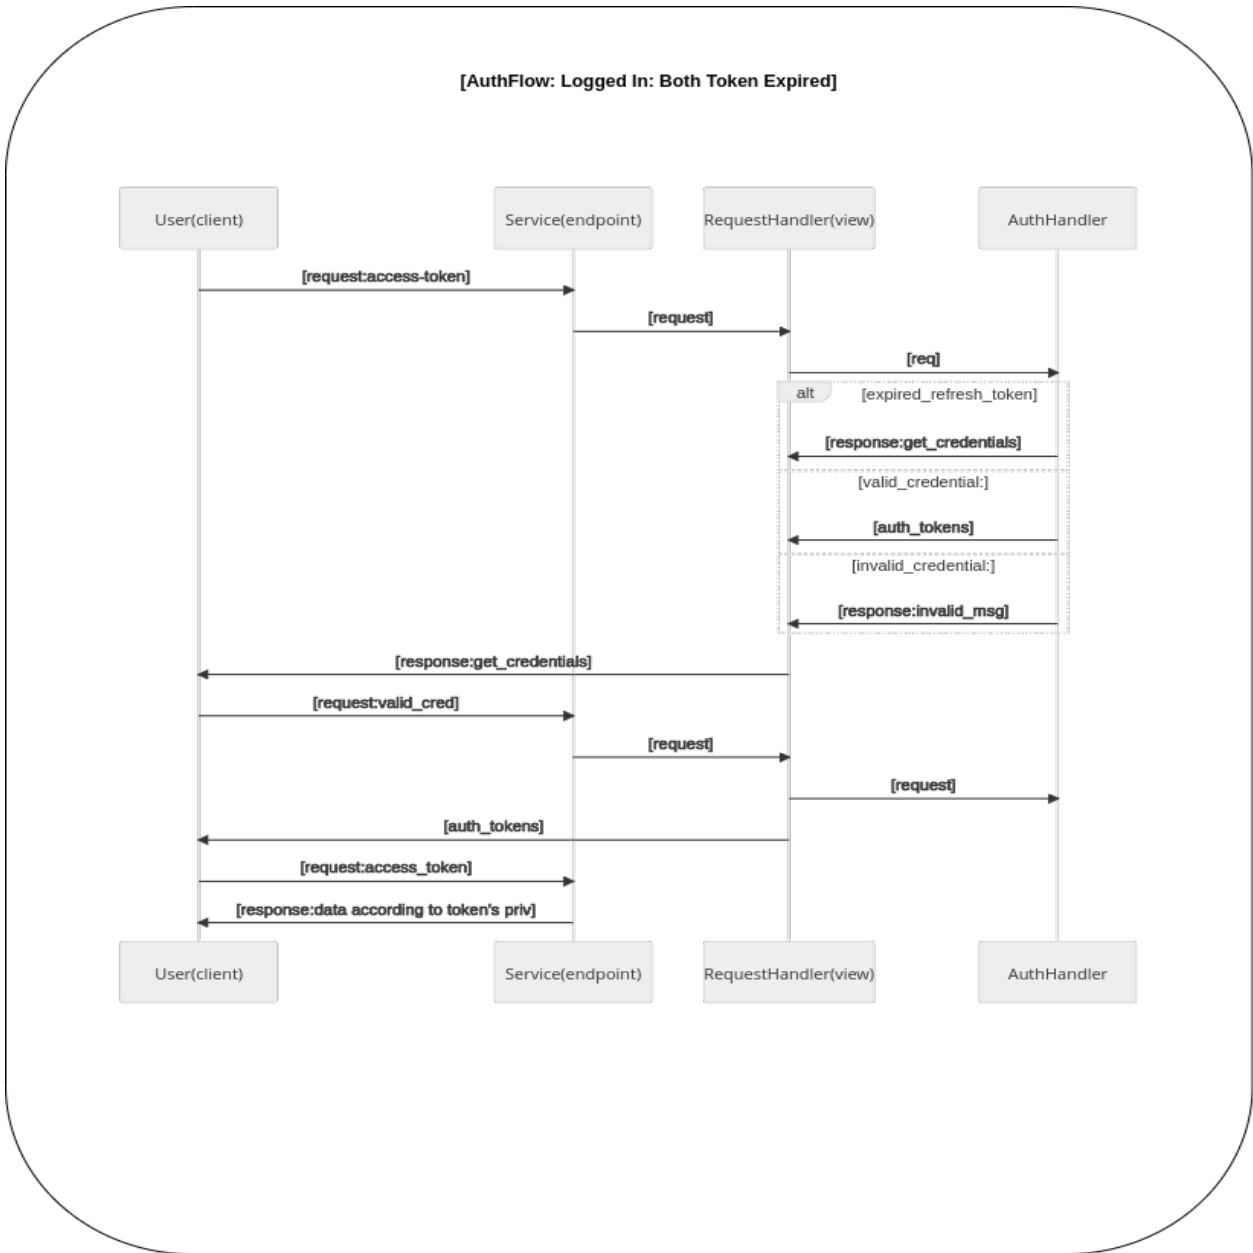 [AuthFlow: Logged In: Both Token Expired]
User(client)
Service(endpoint)
RequestHandler(view)
AuthHandler
[request:access-token]
[request]
[req]
alt
[expired_refresh_token]
[response:get_credentials]
[valid_credential:]
[auth_tokens]
[invalid_credential:]
[response:invalid_msg]
[response:get_credentials]
[request:valid_cred]
[request]
[request]
[auth_tokens]
[request:access_token]
[response:data according to token's priv]
User(client)
Service(endpoint)
RequestHandler(view)
AuthHandler